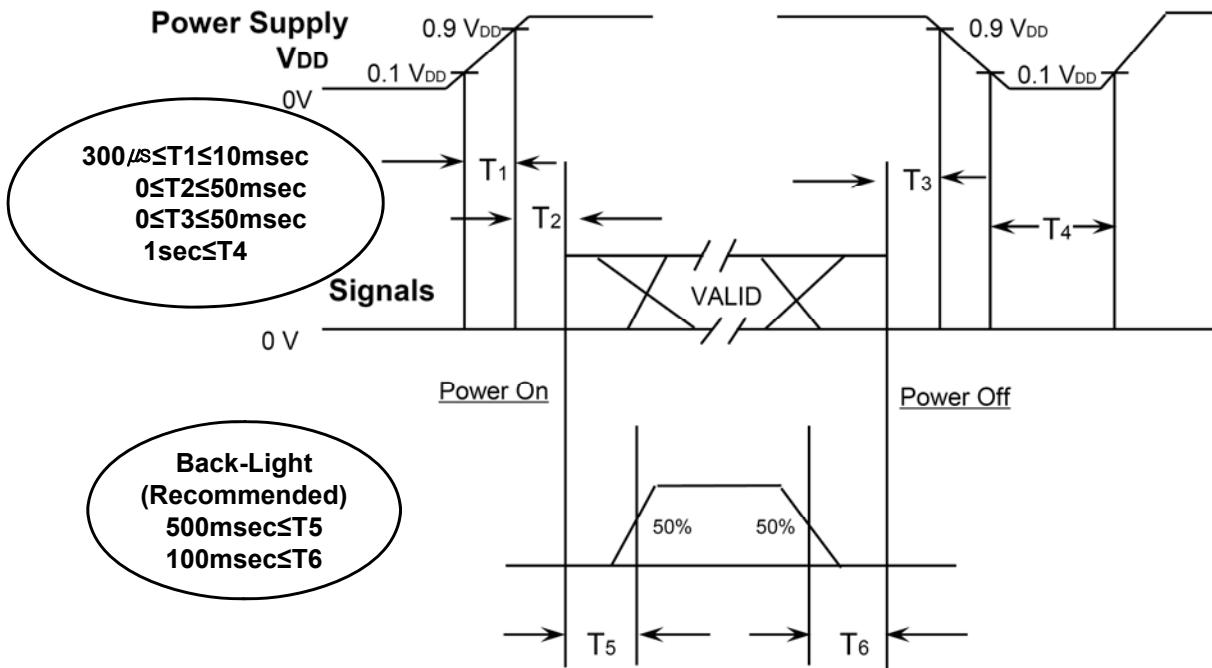 Power Supply
VDD
0.9 VDD
0.1 VDD
0V
0.9 VDD
0.1 VDD
300㎲≤T1≤10msec
0≤T2≤50msec
0≤T3≤50msec
1sec≤T4
T1
T2
T3
T4
Signals
VALID
0 V
Power On
Power Off
Back-Light
(Recommended)
500msec≤T5
100msec≤T6
50%
50%
T5
T6